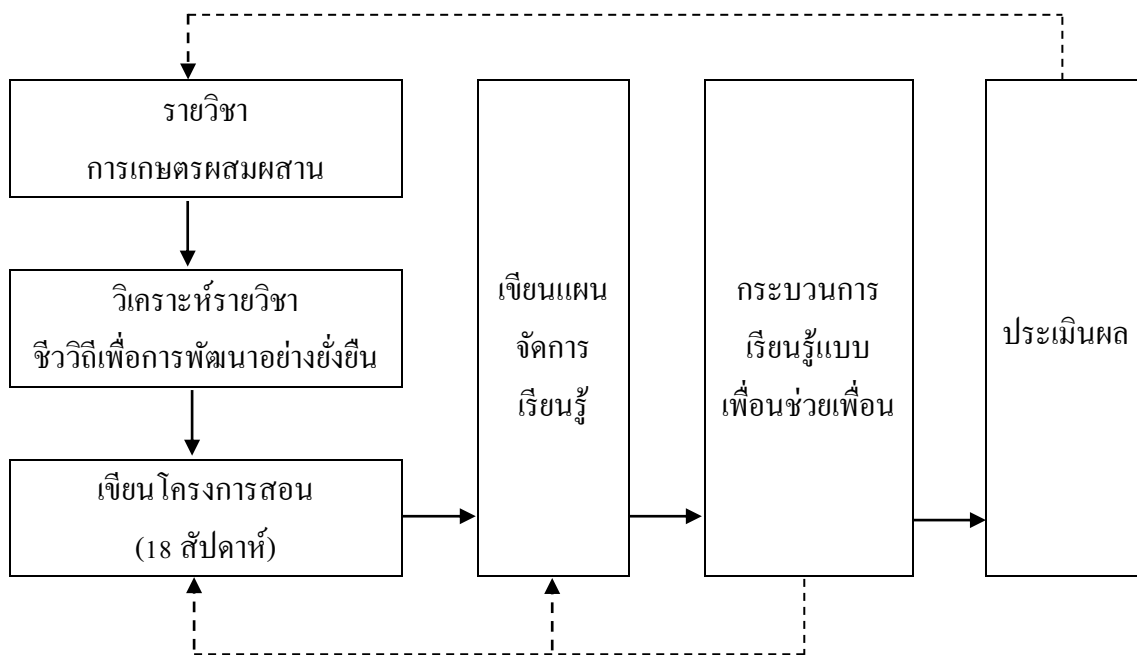 รายวิชา
การเกษตรผสมผสาน
วิเคราะห์รายวิชา
ชีววิถีเพื่อการพัฒนาอย่างยั่งยืน
เขียนโครงการสอน
(18 สัปดาห์)
เขียนแผน
จัดการ
เรียนรู้
กระบวนการ
เรียนรู้แบบ
เพื่อนช่วยเพื่อน
ประเมินผล